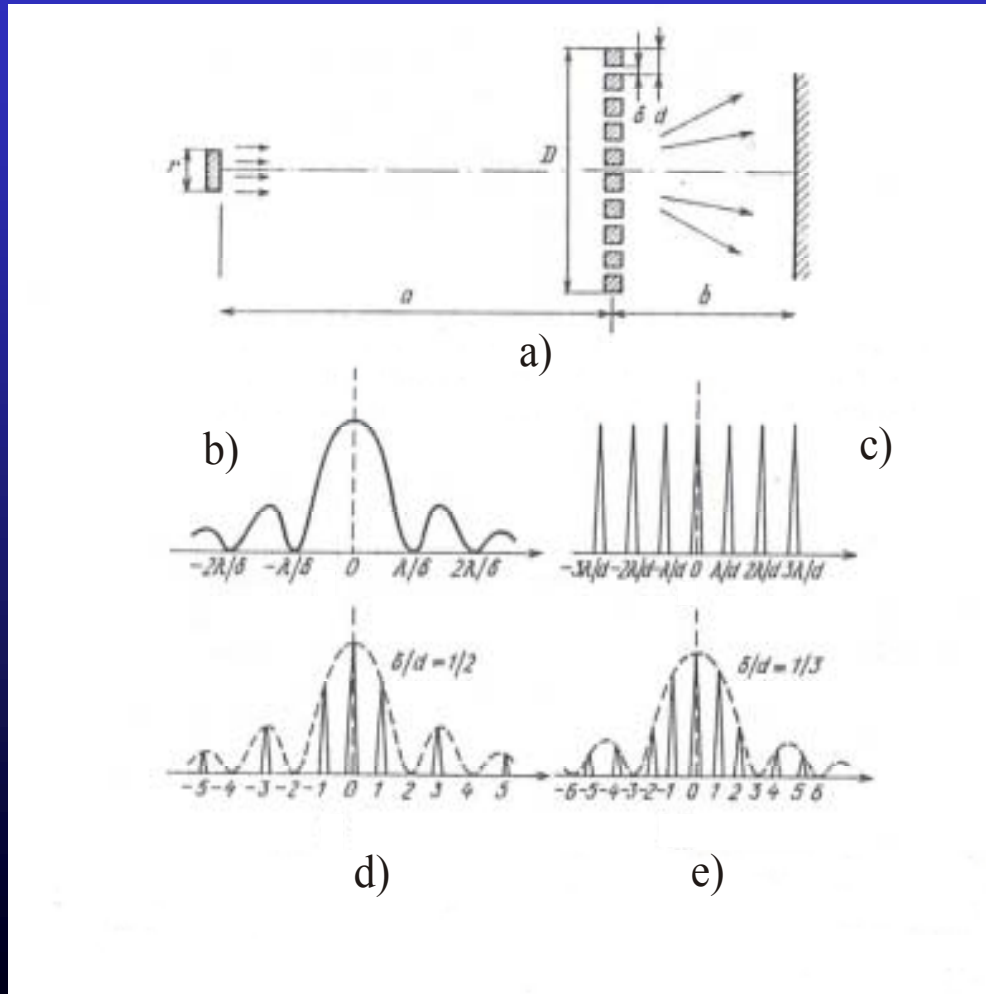 δ d
r
D
a b
a)
b) c)
-2λ/δ -λ/δ 0 λ/δ 2λ/δ
-3λ/d -2λ/d -λ/d 0 λ/d 2λ/d 3λ/d
δ/d = 1/2
δ/d = 1/3
-5 -4 -3 -2 -1 0 1 2 3 4 5
-6 -5 -4 -3 -2 -1 0 1 2 3 4 5 6
d) e)